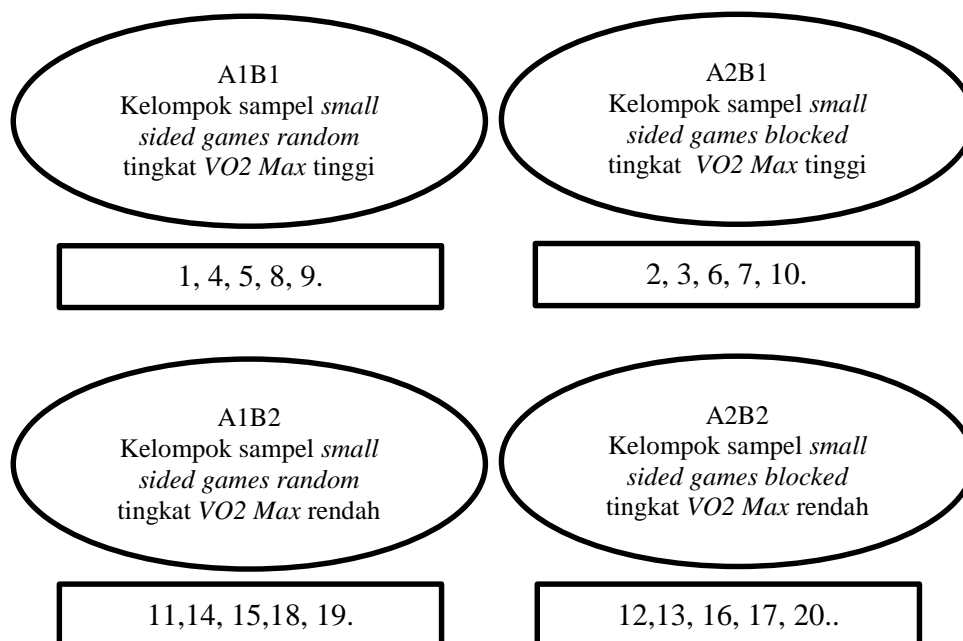 A1B1
Kelompok sampel small
sided games random
tingkat VO2 Max tinggi
1, 4, 5, 8, 9.
A2B1
Kelompok sampel small
sided games blocked
tingkat VO2 Max tinggi
2, 3, 6, 7, 10.
A1B2
Kelompok sampel small
sided games random
tingkat VO2 Max rendah
11,14, 15,18, 19.
A2B2
Kelompok sampel small
sided games blocked
tingkat VO2 Max rendah
12,13, 16, 17, 20..